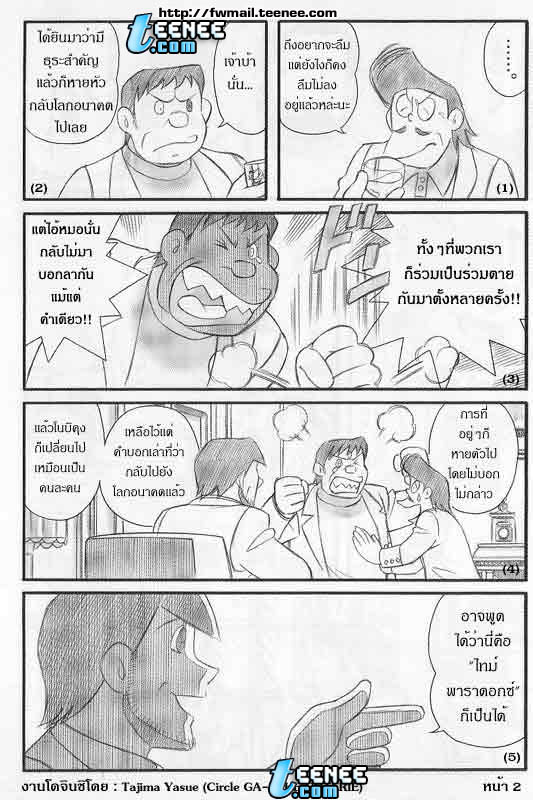 http://fwmail.teenee.com
TEENEE
.com
......
ถึงอยากจะลืม
แต่ยังไงก็คง
ลืมไม่ลง
อยู่แล้วหล่ะนะ
(1)
เจ้าบ้า
นั่น...
ได้ยินมาว่ามี
ธุระสำคัญ
แล้วก็หายหัว
กลับโลกอนาคต
ไปเลย
(2)
ทั้งๆที่พวกเรา
ก็ร่วมเป็นร่วมตาย
กันมาตั้งหลายครั้ง!!
แต่ไอ้หมอนั่น
กลับไม่มา
บอกลากัน
แม้แต่
คำเดียว!!
(3)
การที่
อยู่ๆก็
หายตัวไป
โดยไม่บอก
ไม่กล่าว
TEENEE
.com
เหลือไว้แต่
คำบอกเล่าที่ว่า
กลับไปยัง
โลกอนาคตแล้ว
แล้วโนบิคุง
ก็เปลี่ยนไป
เหมือนเป็น
คนละคน
(4)
TEENEE
.com
อาจพูด
ได้ว่านี่คือ
"ไทม์
พาราดอกซ์"
ก็เป็นได้
(5)
งานโดจินชิโดย : Tajima Yasue (Circle GA-
หน้า 2
TEENEE
.com